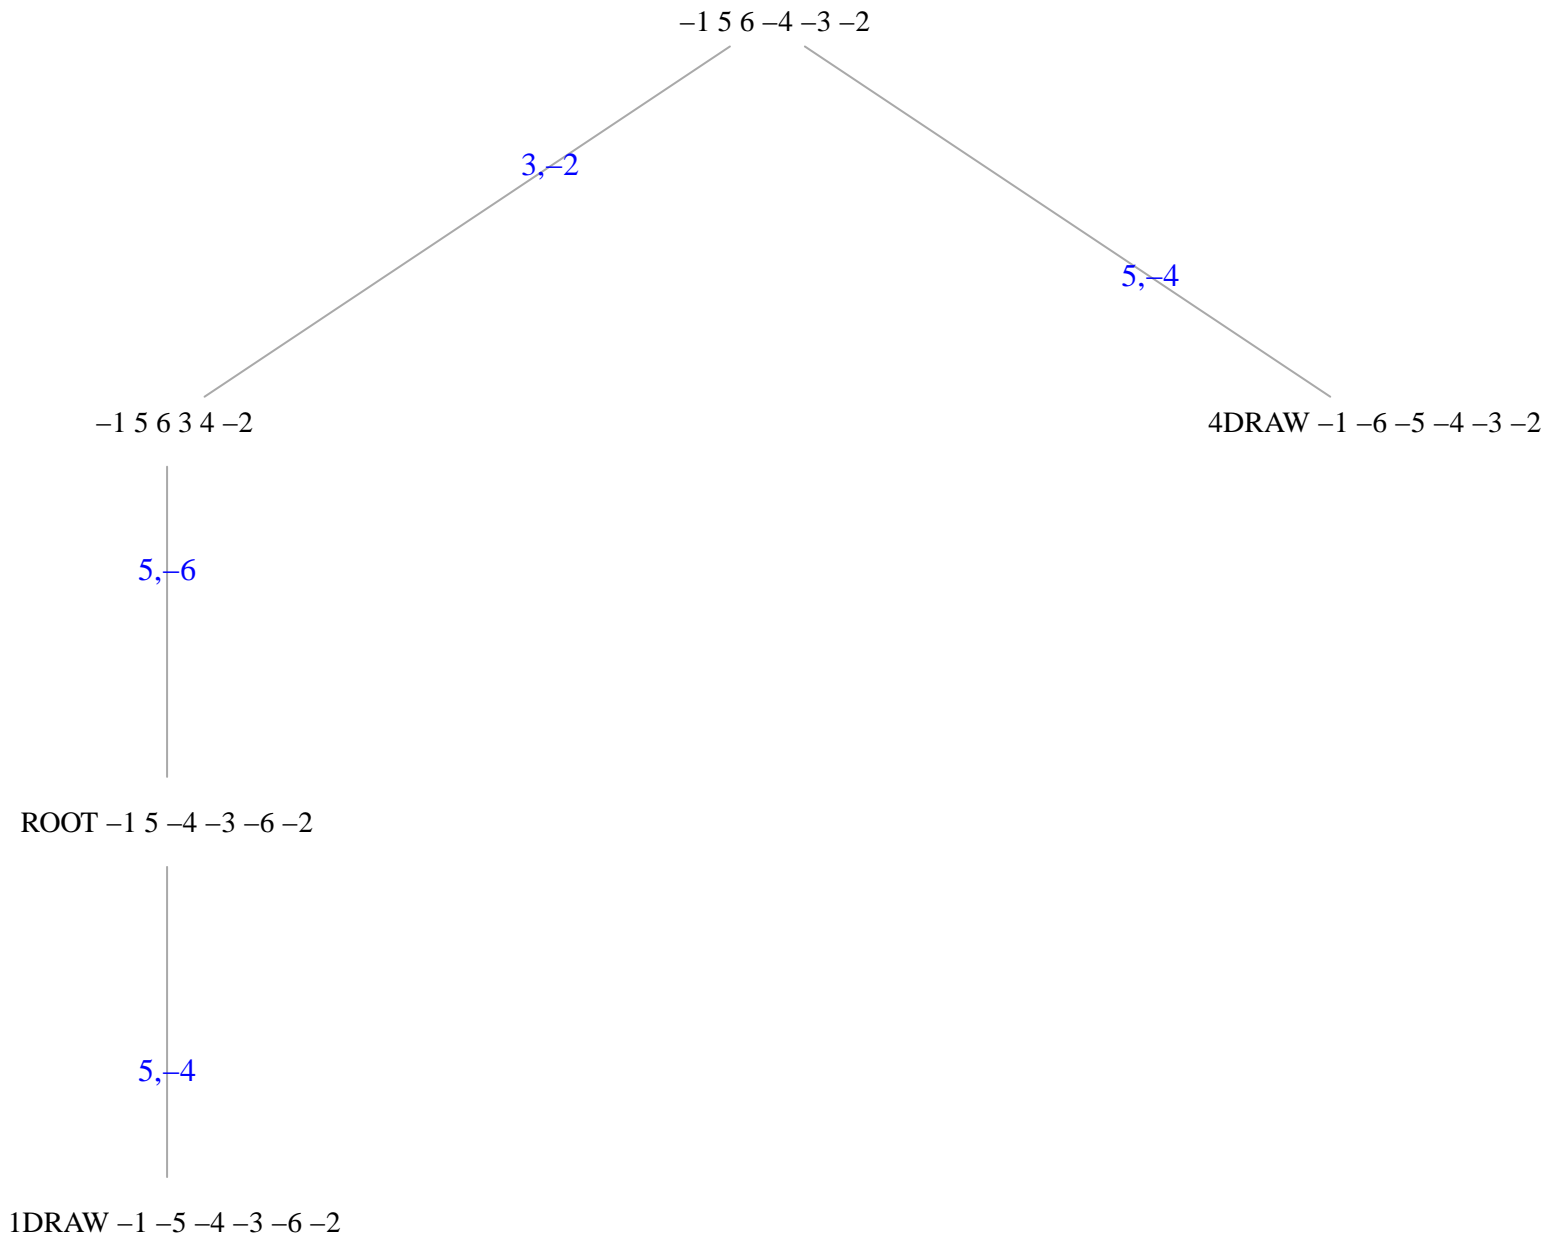 –1 5 6 –4 –3 –2
3,–2
5,–4
–1 5 6 3 4 –2
4DRAW –1 –6 –5 –4 –3 –2
5,–6
ROOT –1 5 –4 –3 –6 –2
5,–4
1DRAW –1 –5 –4 –3 –6 –2